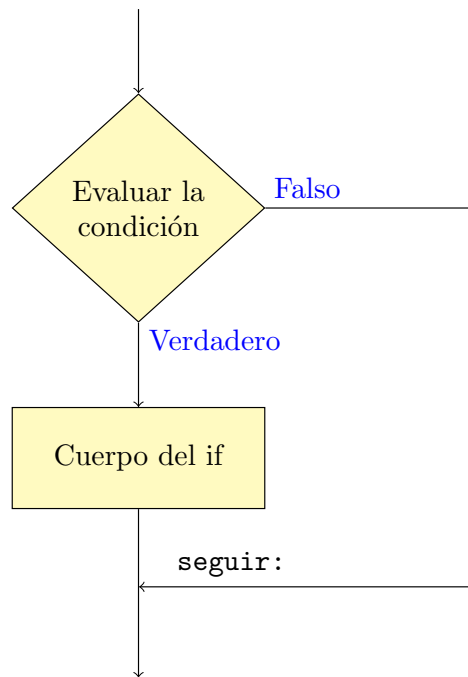 Evaluar la
condición
Falso
Verdadero
Cuerpo del if
seguir: